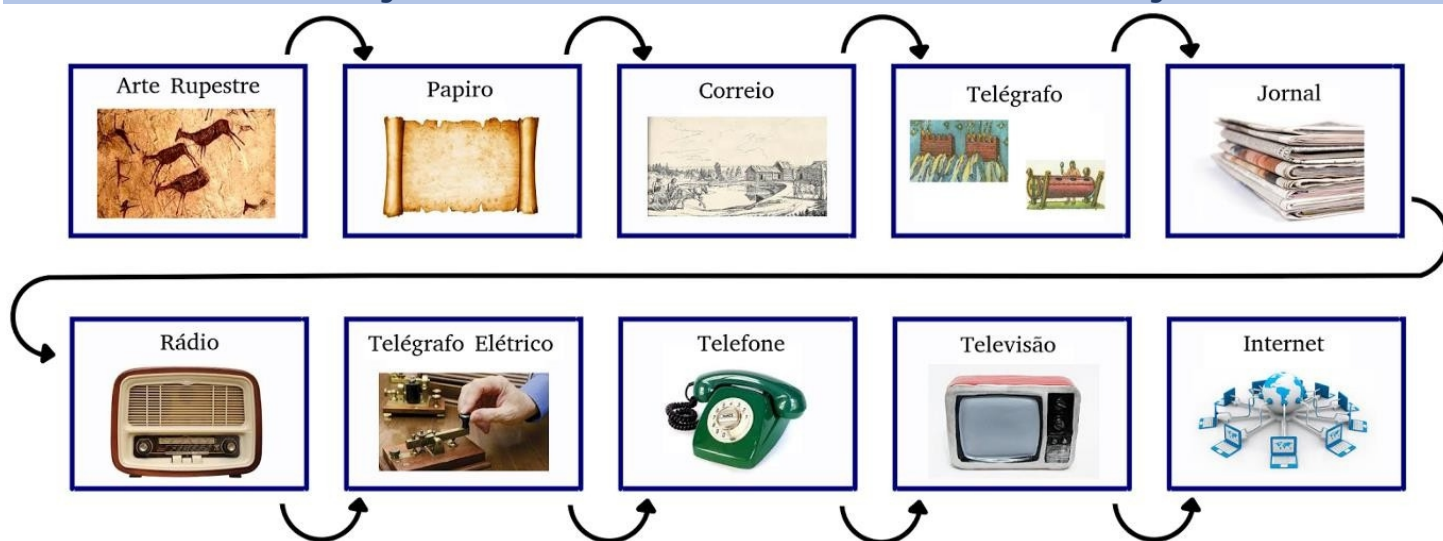 Arte Rupestre
Papiro
Correio
Telégrafo
Jornal
Rádio
Telégrafo Elétrico
Telefone
Televisão
Internet